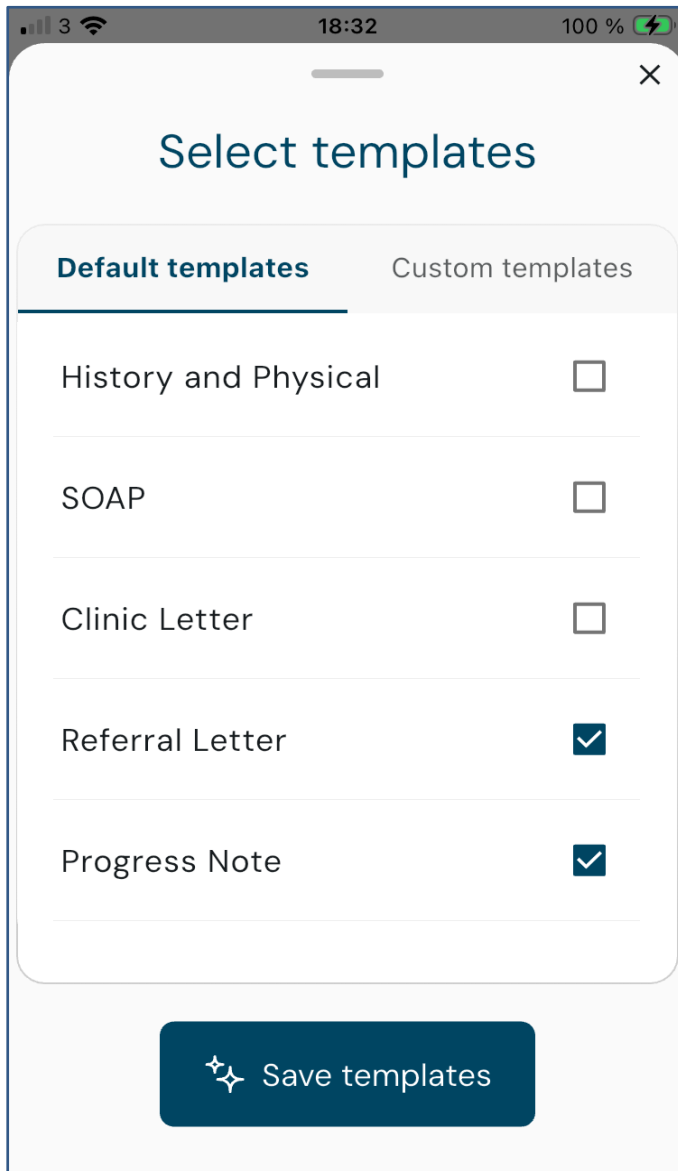 3 18:32 100 %
Select templates
Default templates Custom templates
History and Physical
SOAP
Clinic Letter
Referral Letter
Progress Note
Save templates